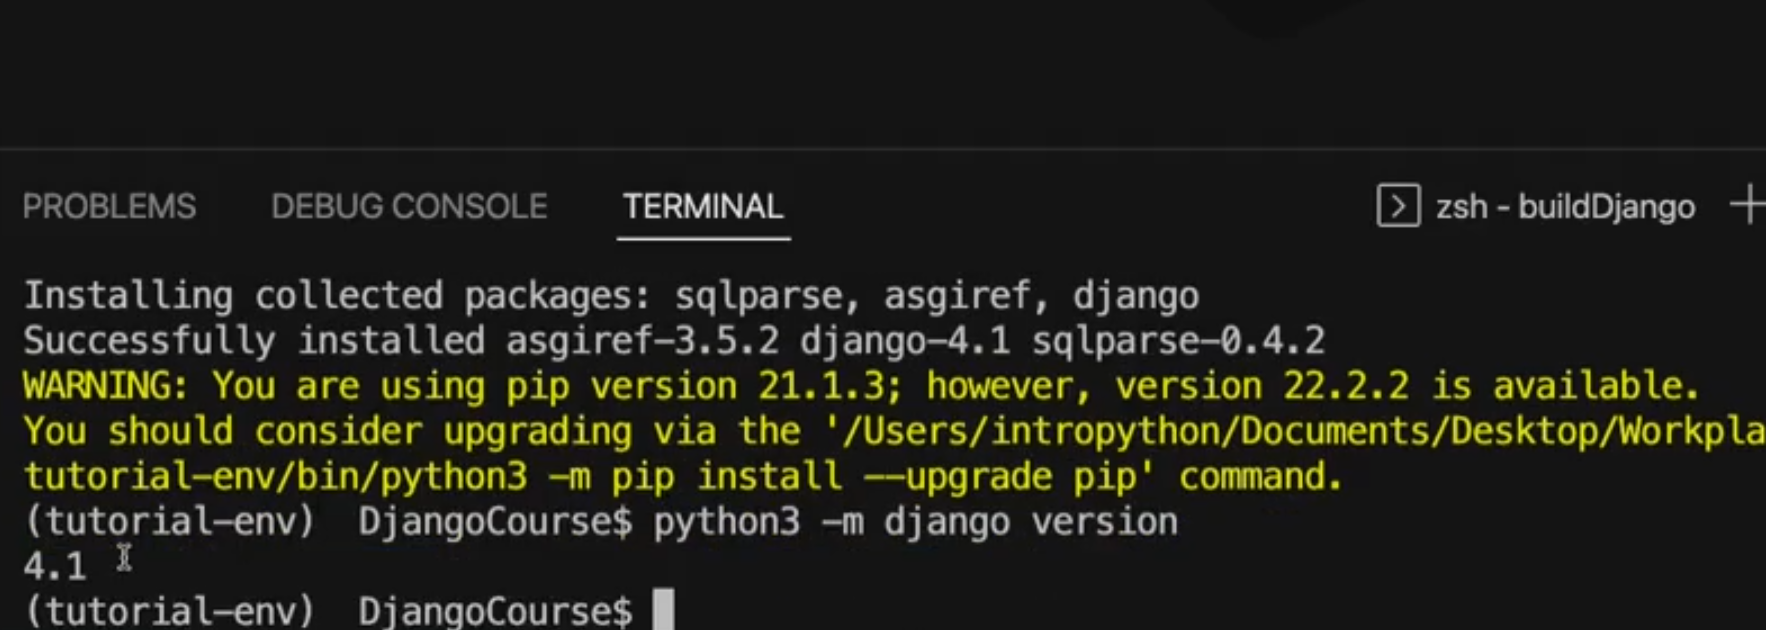 PROBLEMS DEBUG CONSOLE TERMINAL zsh - buildDjango
Installing collected packages: sqlparse, asgiref, django
Successfully installed asgiref-3.5.2 django-4.1 sqlparse-0.4.2
WARNING: You are using pip version 21.1.3; however, version 22.2.2 is available.
You should consider upgrading via the '/Users/intropython/Documents/Desktop/Workpla
tutorial-env/bin/python3 -m pip install --upgrade pip' command.
(tutorial-env) DjangoCourse$ python3 -m django version
4.1
(tutorial-env) DjangoCourse$